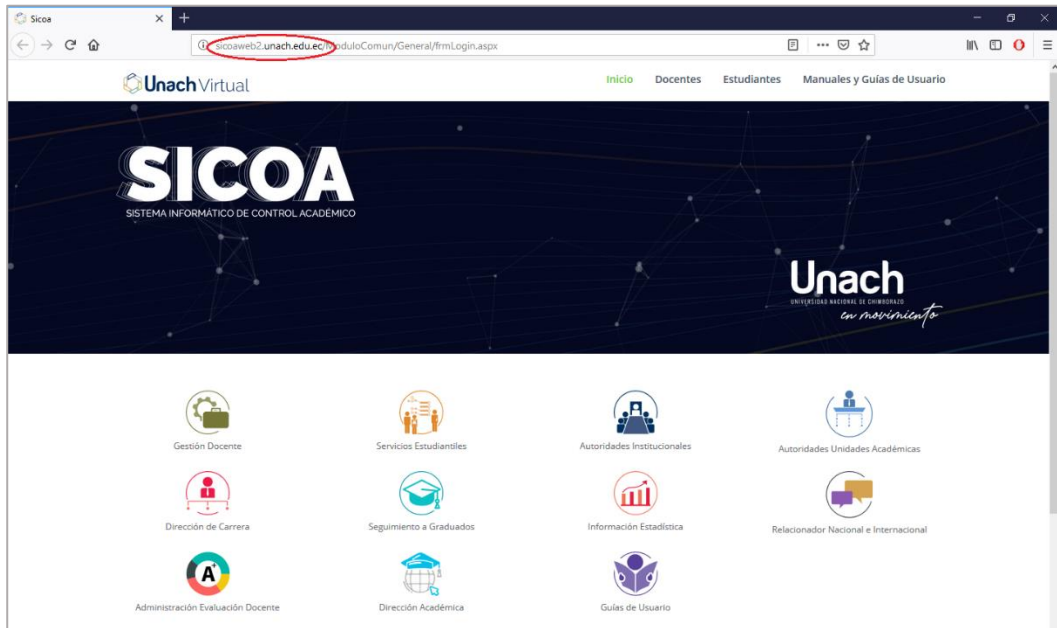 Sicoa
sicoaweb2.unach.edu.ec/ModuloComun/General/frmLogin.aspx
Unach Virtual
Inicio Docentes Estudiantes Manuales y Guías de Usuario
SICOA
SISTEMA INFORMÁTICO DE CONTROL ACADÉMICO
Unach
UNIVERSIDAD NACIONAL DE CHIMBORAZO
en movimiento
Gestión Docente Servicios Estudiantiles Autoridades Institucionales Autoridades Unidades Académicas
Dirección de Carrera Seguimiento a Graduados Información Estadística Relacionador Nacional e Internacional
A+
Administración Evaluación Docente Dirección Académica Guías de Usuario